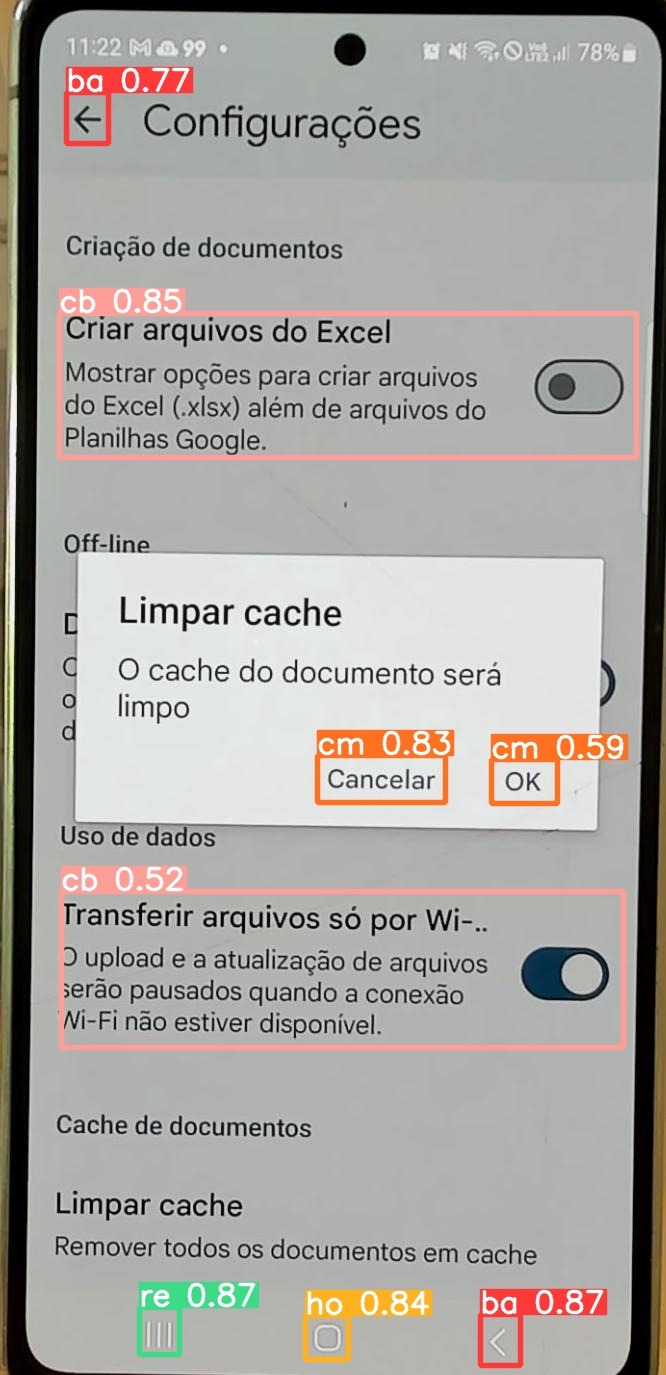 11:22 99 78%
ba 0.77
Configurações
Criação de documentos
cb 0.85
Criar arquivos do Excel
Mostrar opções para criar arquivos
do Excel (.xlsx) além de arquivos do
Planilhas Google.
Off-line
Limpar cache
O cache do documento será
limpo
cm 0.83 cm 0.59
Cancelar OK
Uso de dados
cb 0.52
Transferir arquivos só por Wi-..
O upload e a atualização de arquivos
serão pausados quando a conexão
Wi-Fi não estiver disponível.
Cache de documentos
Limpar cache
Remover todos os documentos em cache
re 0.87 ho 0.84 ba 0.87